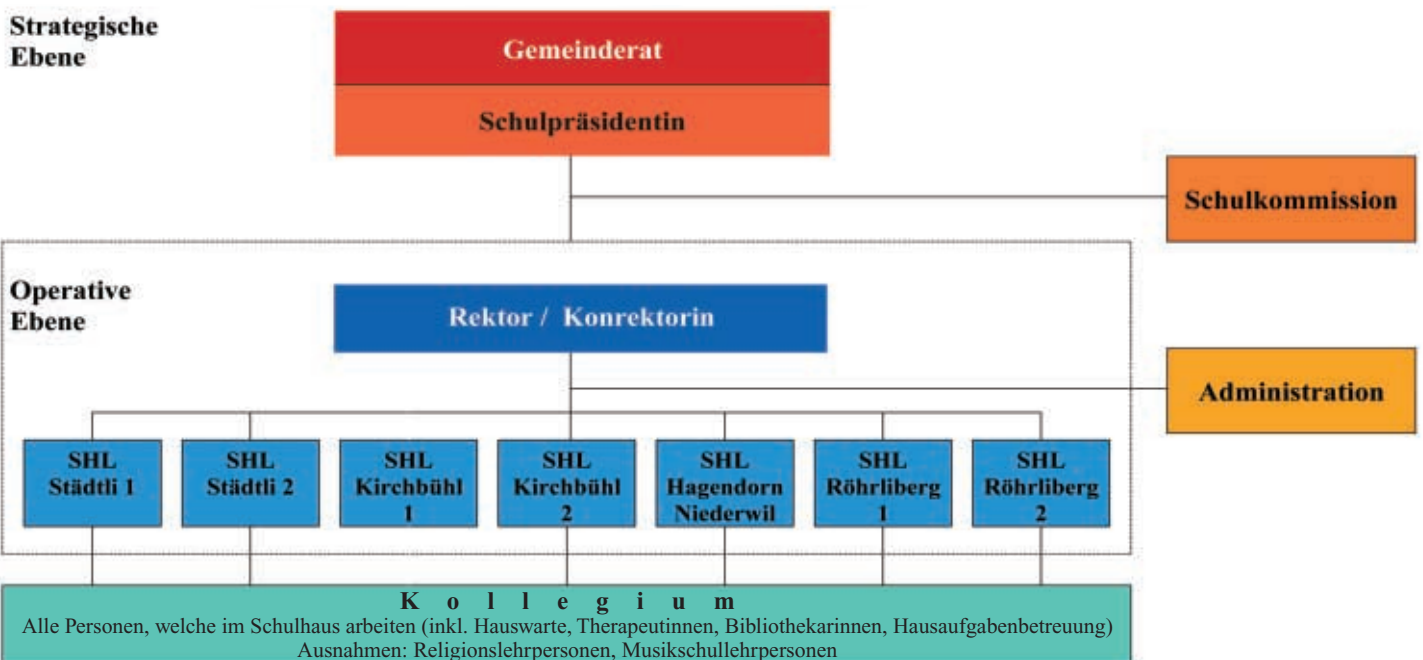 Strategische
Ebene
Gemeinderat
Schulpräsidentin
Schulkommission
Operative
Ebene
Rektor / Konrektorin
Administration
SHL
Städtli 1
SHL
Städtli 2
SHL
Kirchbühl
1
SHL
Kirchbühl
2
SHL
Hagendorn
Niederwil
SHL
Röhrliberg
1
SHL
Röhrliberg
2
K o l l e g i u m
Alle Personen, welche im Schulhaus arbeiten (inkl. Hauswarte, Therapeutinnen, Bibliothekarinnen, Hausaufgabenbetreuung)
Ausnahmen: Religionslehrpersonen, Musikschullehrpersonen